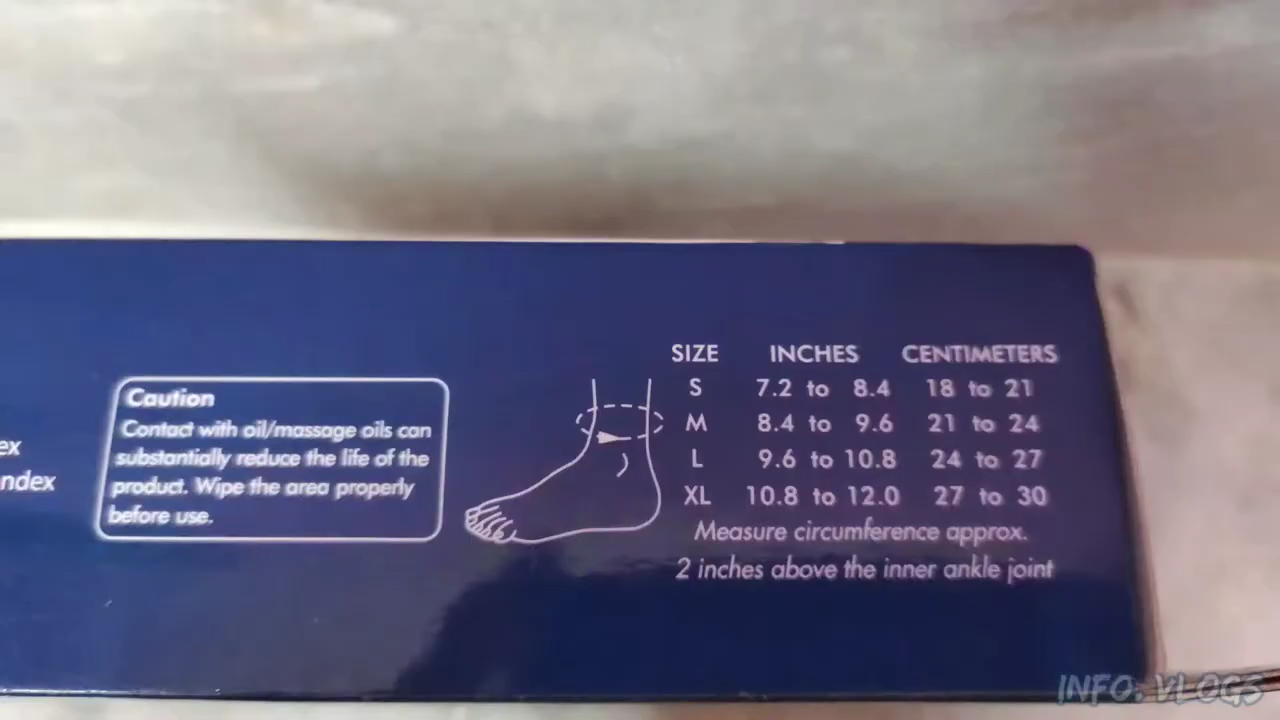 ex
ndex
Caution
Contact with oil/massage oils can
substantially reduce the life of the
product. Wipe the area properly
before use.
SIZE INCHES CENTIMETERS
S 7.2 to 8.4 18 to 21
M 8.4 to 9.6 21 to 24
L 9.6 to 10.8 24 to 27
XL 10.8 to 12.0 27 to 30
Measure circumference approx.
2 inches above the inner ankle joint
INFO. VLOGS